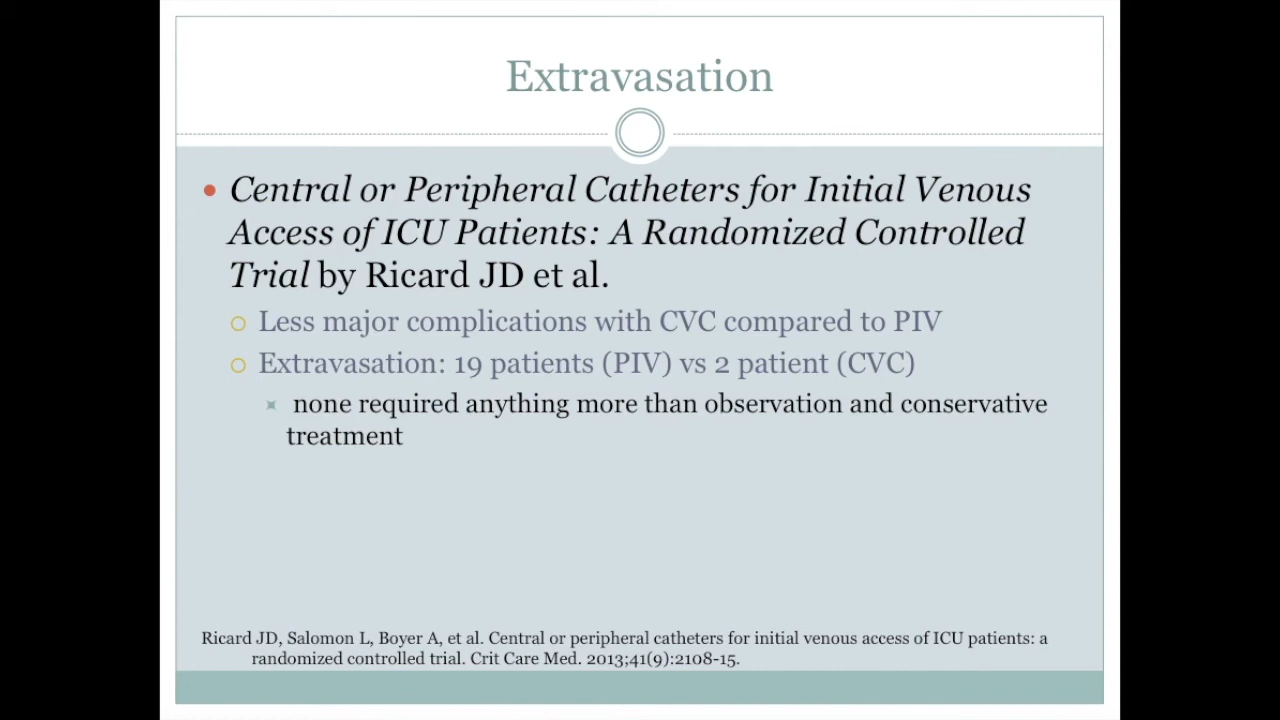 Extravasation
Central or Peripheral Catheters for Initial Venous
Access of ICU Patients: A Randomized Controlled
Trial by Ricard JD et al.
Less major complications with CVC compared to PIV
Extravasation: 19 patients (PIV) vs 2 patient (CVC)
none required anything more than observation and conservative
treatment
Ricard JD, Salomon L, Boyer A, et al. Central or peripheral catheters for initial venous access of ICU patients: a
randomized controlled trial. Crit Care Med. 2013;41(9):2108-15.